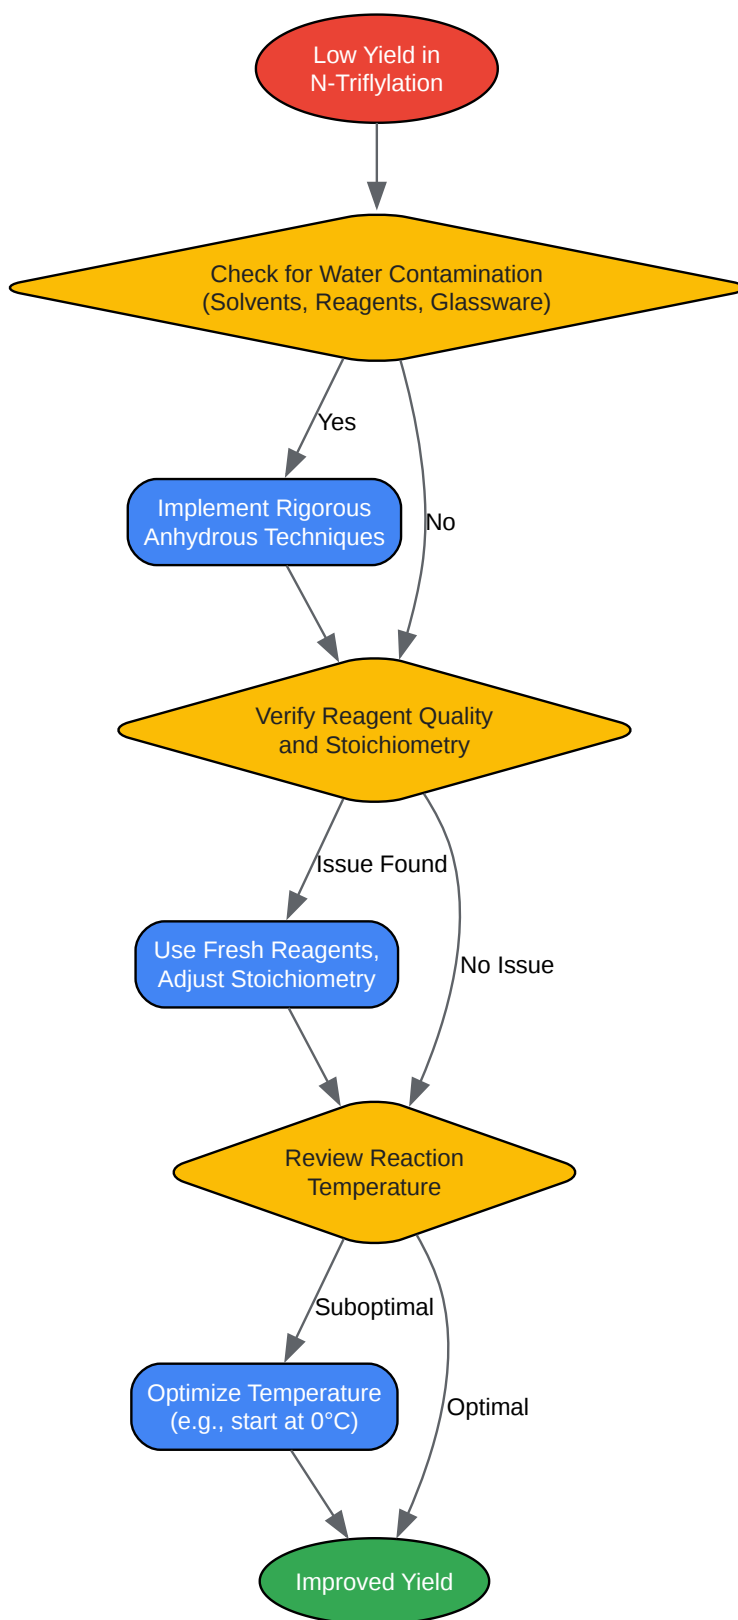 Low Yield in
N-Triflylation
Check for Water Contamination
(Solvents, Reagents, Glassware)
Yes
Implement Rigorous
Anhydrous Techniques
No
Verify Reagent Quality
and Stoichiometry
Issue Found
Use Fresh Reagents,
Adjust Stoichiometry
No Issue
Review Reaction
Temperature
Suboptimal
Optimize Temperature
(e.g., start at 0°C)
Optimal
Improved Yield